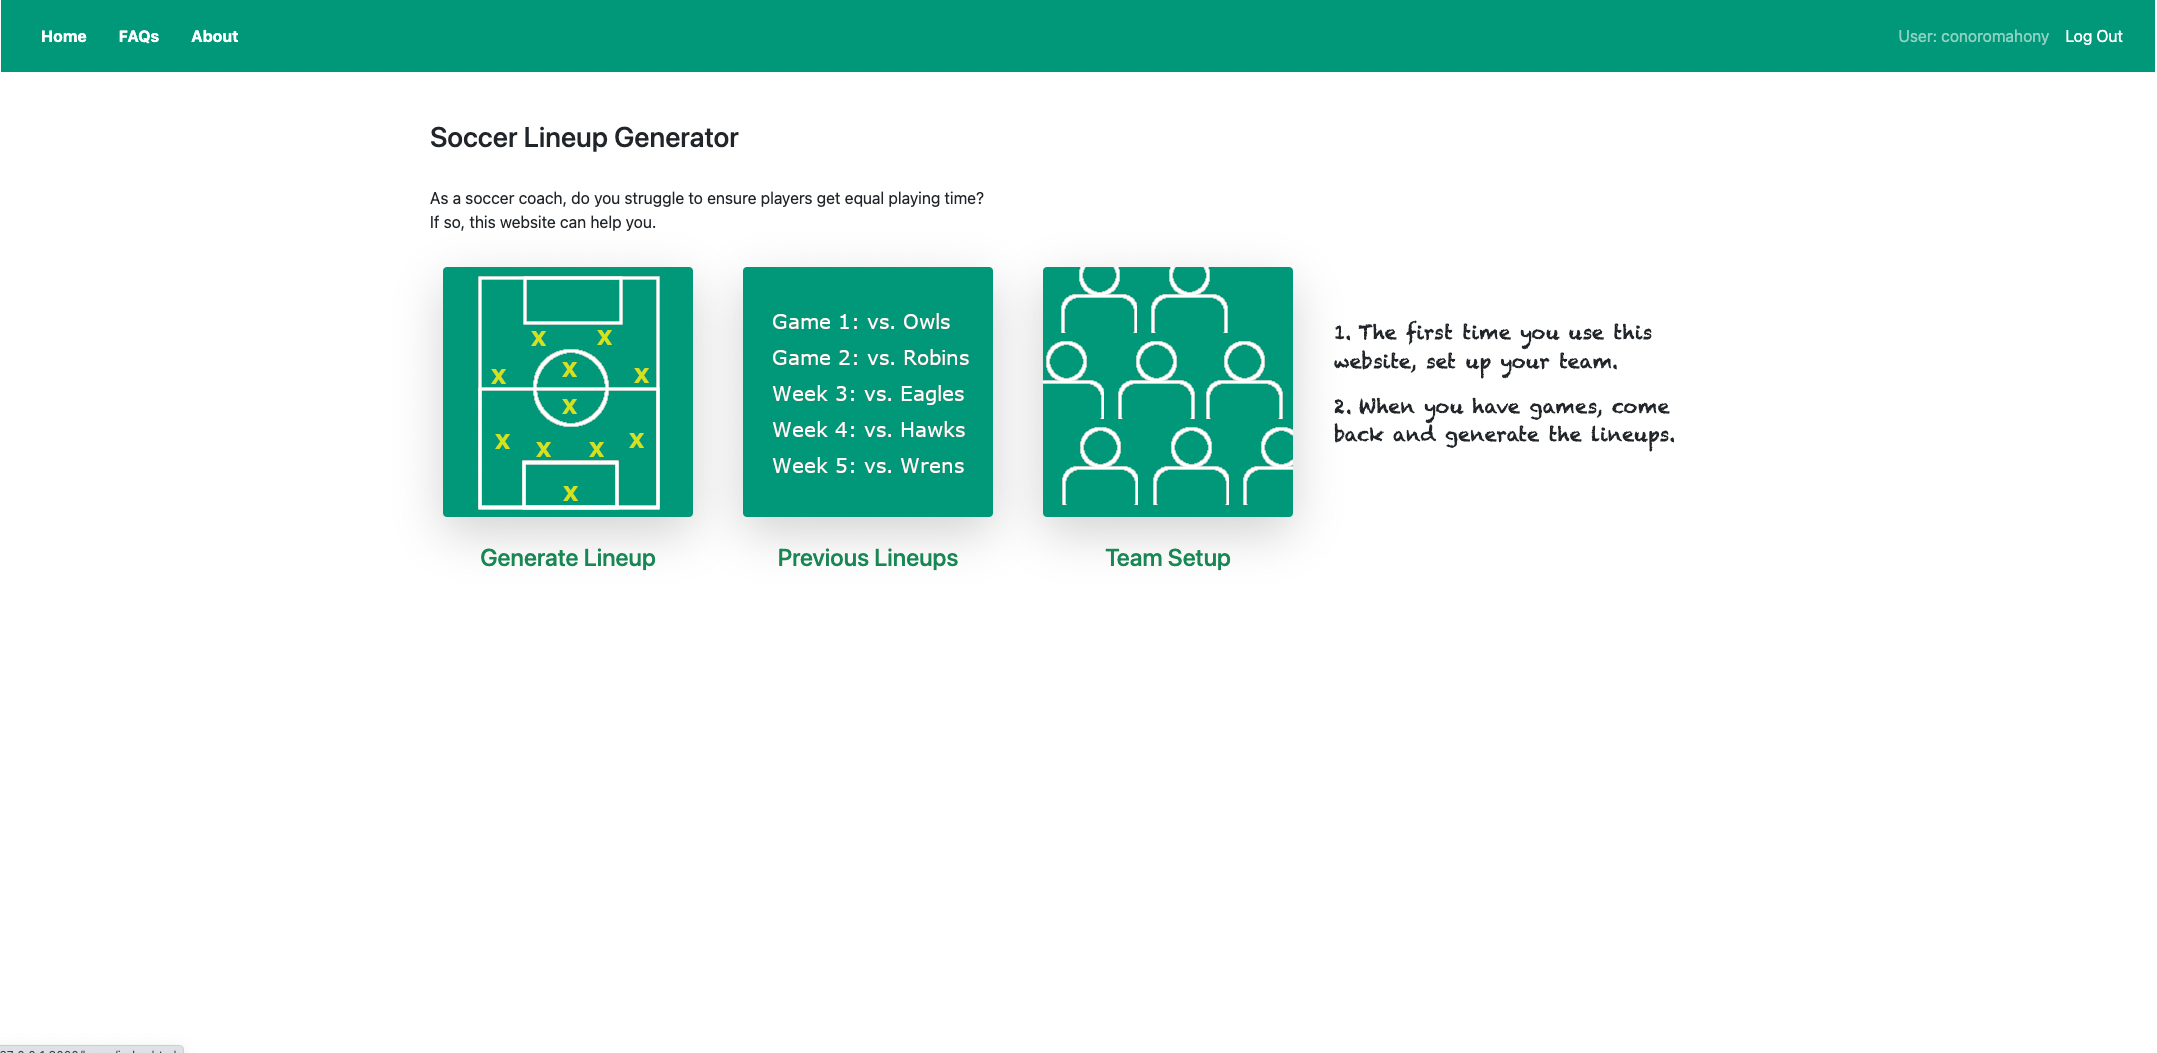 Home FAQs About User: conoromahony Log Out
Soccer Lineup Generator
As a soccer coach, do you struggle to ensure players get equal playing time?
If so, this website can help you.
x x
x x x
x
x x x x
x
Game 1: vs. Owls
Game 2: vs. Robins
Week 3: vs. Eagles
Week 4: vs. Hawks
Week 5: vs. Wrens
1. The first time you use this
website, set up your team.
2. When you have games, come
back and generate the lineups.
Generate Lineup Previous Lineups Team Setup